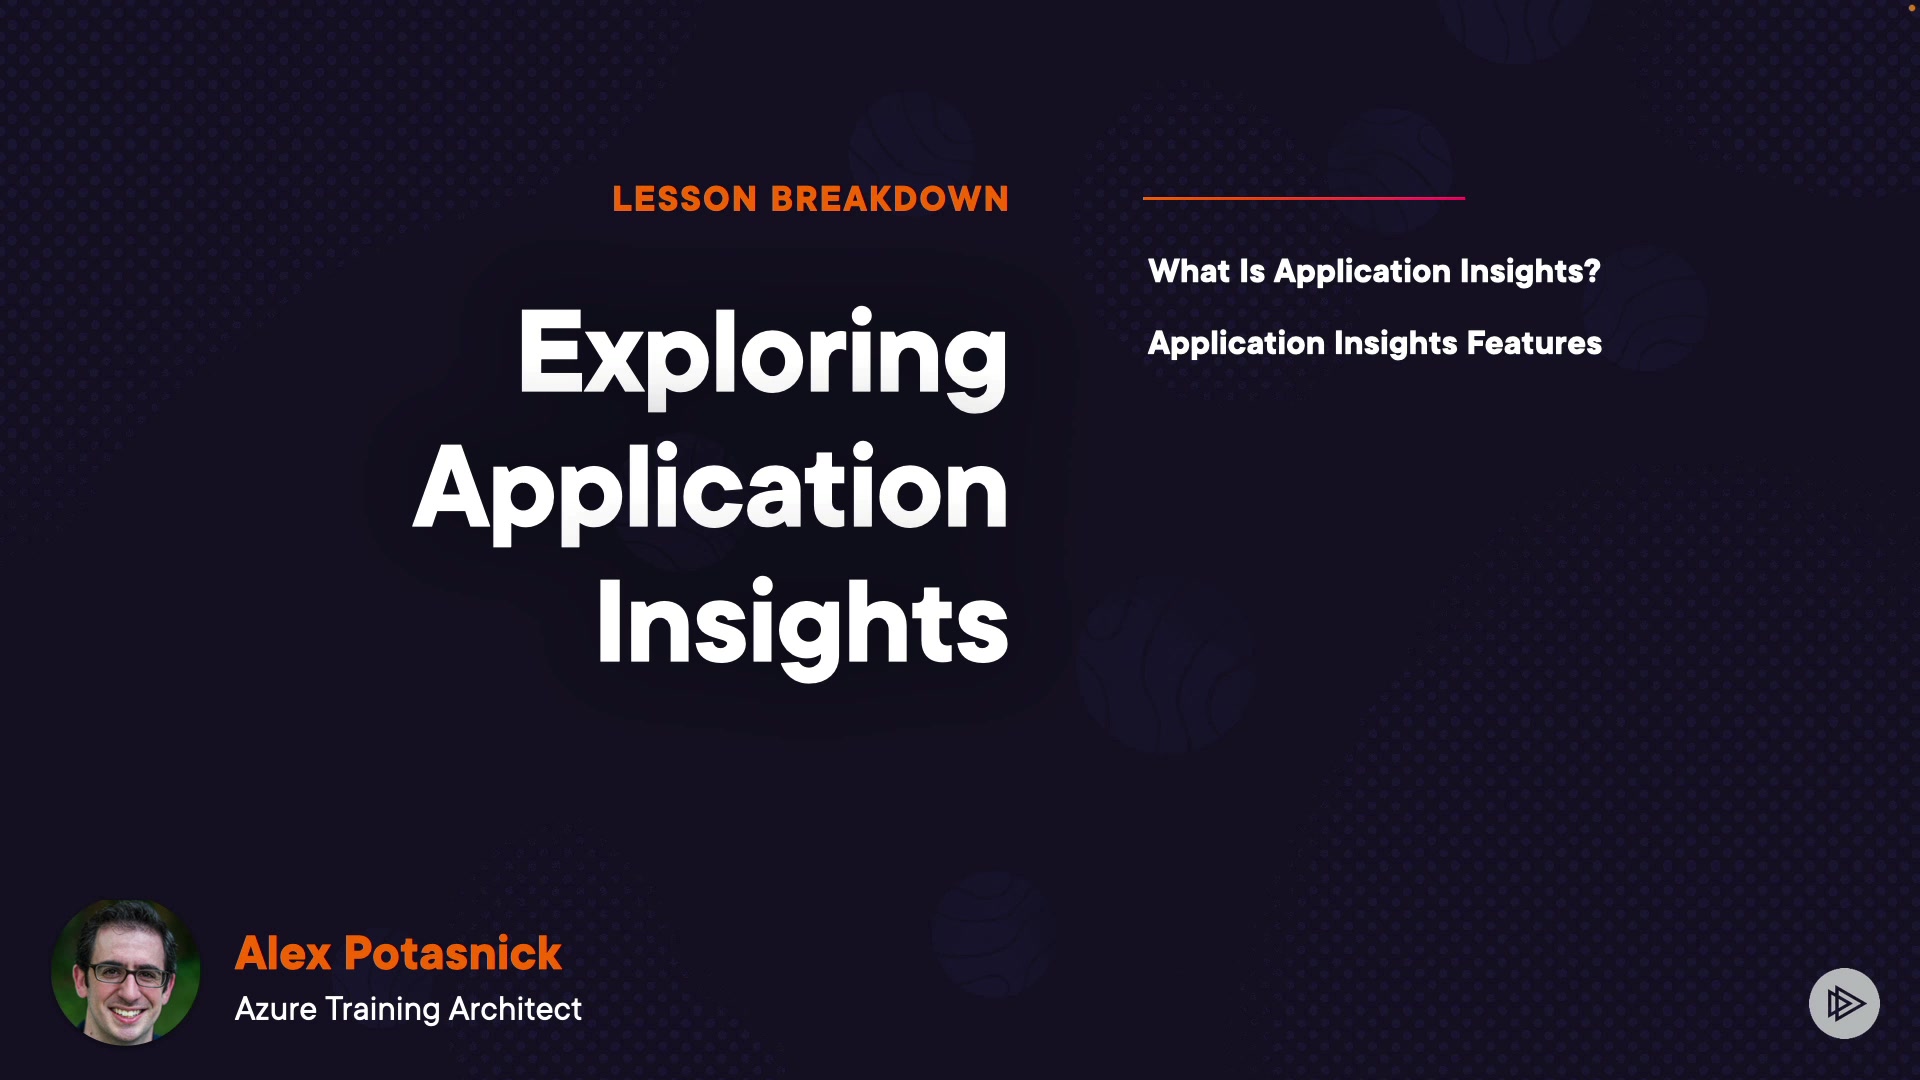 LESSON BREAKDOWN
Exploring
Application
Insights
What Is Application Insights?
Application Insights Features
Alex Potasnick
Azure Training Architect